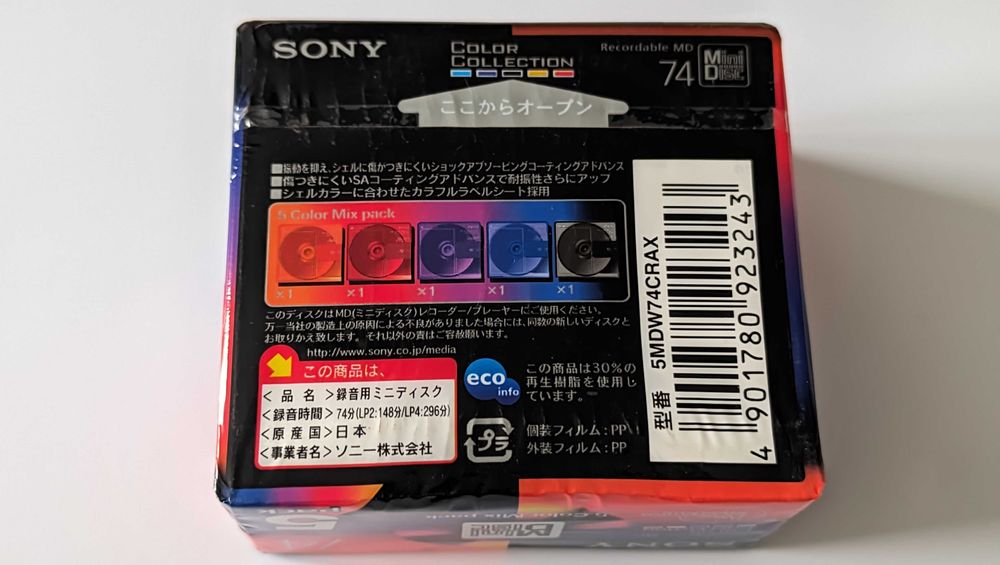 SONY
COLOR
COLLECTION
Recordable MD
74
Mini
Disc
ここからオープン
■振動を抑え、シェルに傷かつきにくいショックアブソービングコーティングアドバンス
■傷つきにくいSAコーティングアドバンスで耐振性さらにアップ
■シェルカラーに合わせたカラフルラベルシート採用
5 Color Mix pack
×1 ×1 ×1 ×1 ×1
このディスクはMD(ミニディスク)レコーダー/プレーヤーにご使用ください。
万一当社の製造上の原因による不良がありました場合には、同数の新しいディスクと
お取りかえ致します。それ以外の責はご容赦願います。
http://www.sony.co.jp/media
この商品は、
<品名>録音用ミニディスク
<録音時間>74分(LP2:148分/LP4:296分)
<原産国>日本
<事業者名>ソニー株式会社
eco
info
この商品は30%の
再生樹脂を使用し
ています。
プラ
個装フィルム:PP
外装フィルム:PP
型番 5MDW74CRAX
4 901780 923243
5
pack
5 Color Mix pack
74
SONY